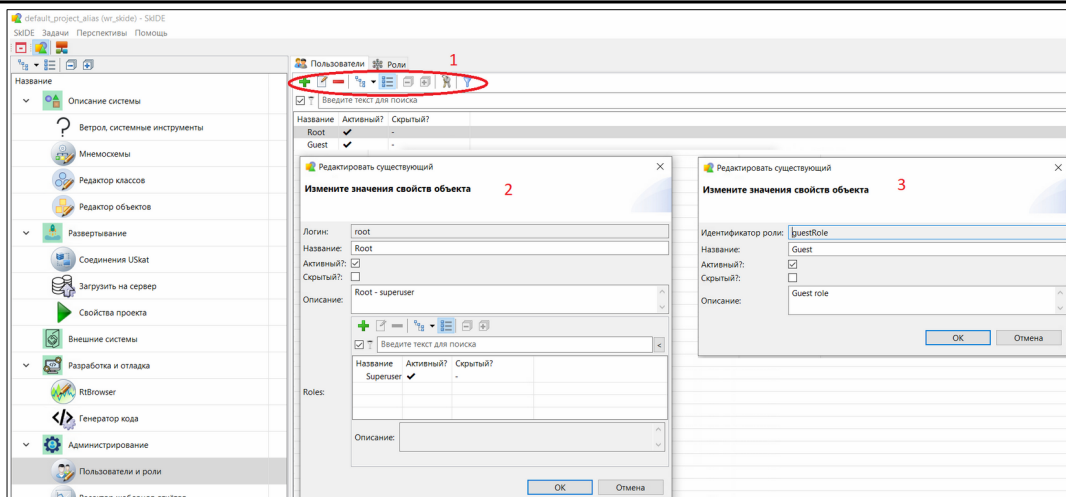 default_project_alias (wr_skide) - SkIDE
SkIDE Задачи Перспективы Помощь
Название
Описание системы
Ветрол, системные инструменты
Мнемосхемы
Редактор классов
Редактор объектов
Развертывание
Соединения USkat
Загрузить на сервер
Свойства проекта
Внешние системы
Разработка и отладка
RtBrowser
Генератор кода
Администрирование
Пользователи и роли
Пользователи Роли
1
Введите текст для поиска
Название Активный? Скрытый?
Root ✔ -
Guest ✔ -
Редактировать существующий
Измените значения свойств объекта
2
Логин: root
Название: Root
Активный?:
Скрытый?:
Описание: Root - superuser
Введите текст для поиска <
Название Активный? Скрытый?
Superuser ✔ -
Roles:
Описание:
OK Отмена
Редактировать существующий
Измените значения свойств объекта
3
Идентификатор роли: guestRole
Название: Guest
Активный?:
Скрытый?:
Описание: Guest role
OK Отмена